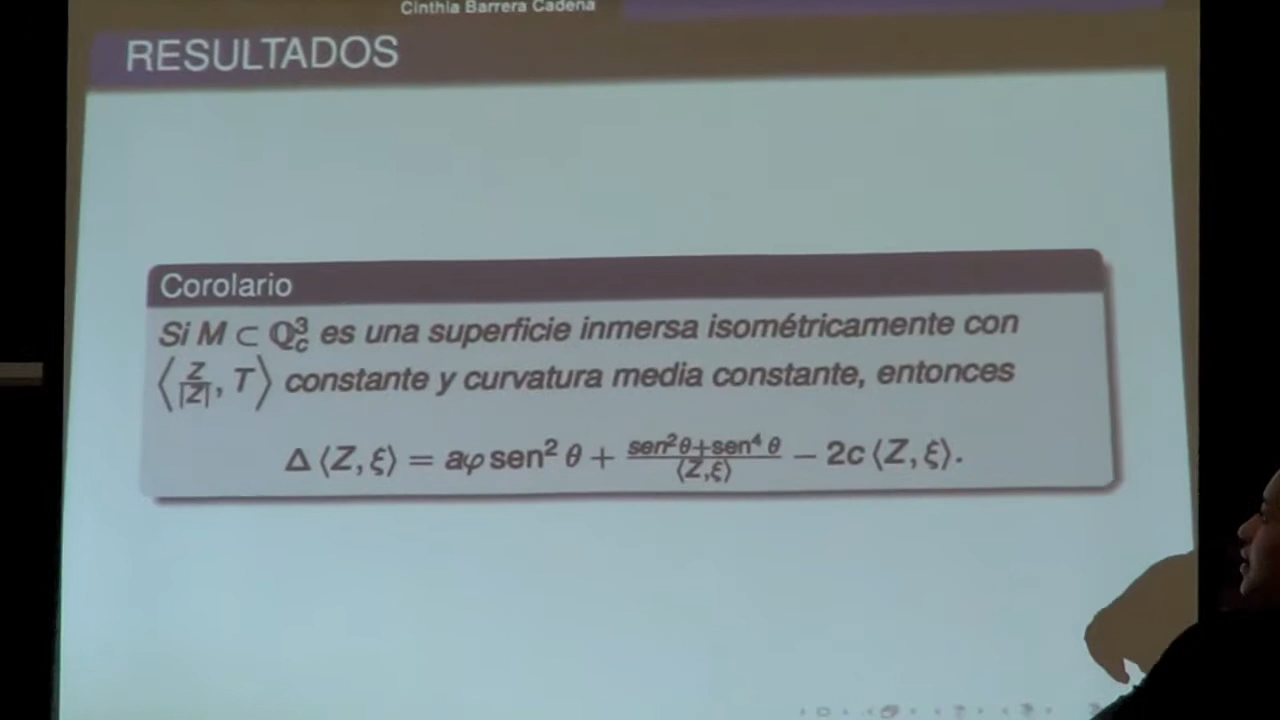 Cinthia Barrera Cadena
RESULTADOS
Corolario
Si M ⊂ ℚ³_c es una superficie inmersa isométricamente con
⟨Z/|Z|, T⟩ constante y curvatura media constante, entonces
Δ⟨Z, ξ⟩ = aφ sen² θ + (sen²θ+sen⁴ θ)/⟨Z,ξ⟩ − 2c ⟨Z, ξ⟩.